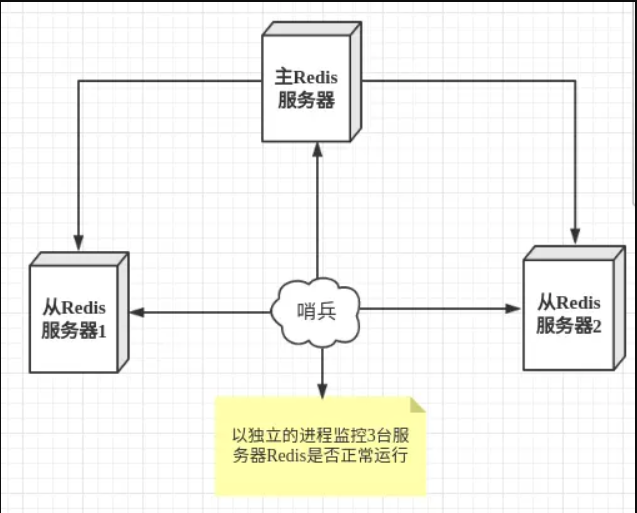 主Redis
服务器
从Redis
服务器1
哨兵
从Redis
服务器2
以独立的进程监控3台服
务器Redis是否正常运行